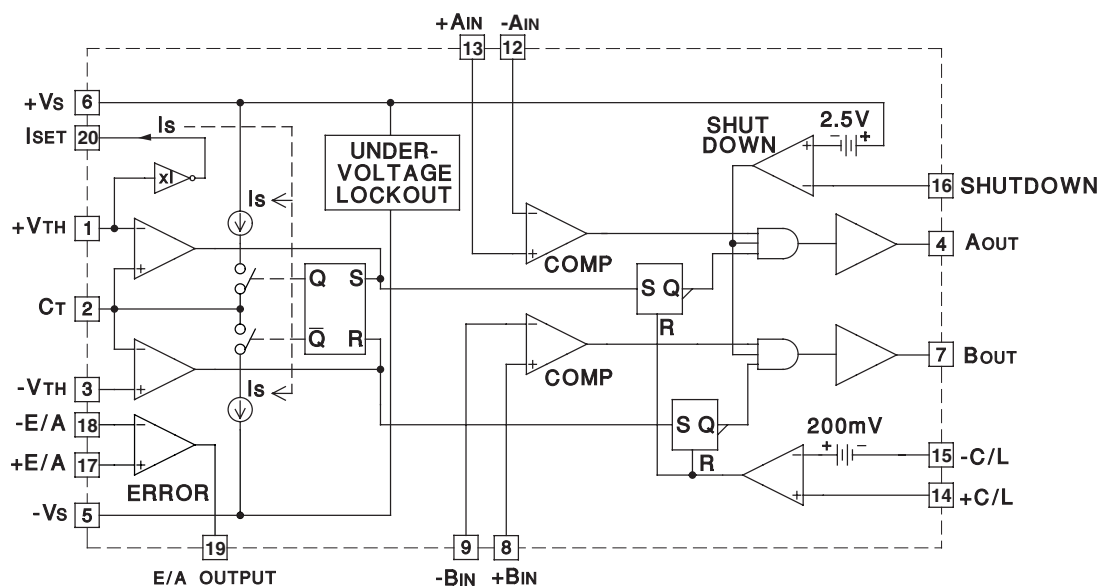 +AIN -AIN
13 12
+VS 6
ISET 20
IS
xI
UNDER-
VOLTAGE
LOCKOUT
SHUT
DOWN
2.5V
- +
+
-
16 SHUTDOWN
+VTH 1
-
+
IS
-
+
COMP
4 AOUT
CT 2
Q S
Q̅ R
S Q
R
-VTH 3
-
+
IS
-
+
COMP
7 BOUT
-E/A 18
+E/A 17
-
+
ERROR
S Q
R
200mV
+ -
-
+
15 -C/L
14 +C/L
-VS 5
19
E/A OUTPUT
9 8
-BIN +BIN